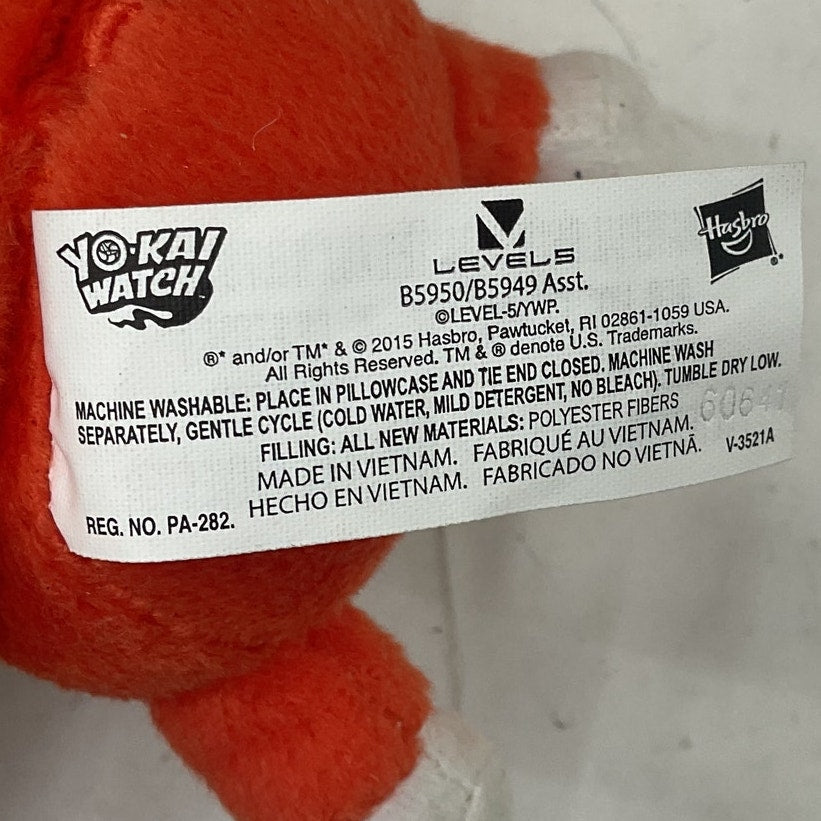 YO-KAI WATCH
LEVEL5
Hasbro
B5950/B5949 Asst.
©LEVEL-5/YWP.
®* and/or TM* & © 2015 Hasbro, Pawtucket, RI 02861-1059 USA.
All Rights Reserved. TM & ® denote U.S. Trademarks.
MACHINE WASHABLE: PLACE IN PILLOWCASE AND TIE END CLOSED. MACHINE WASH
SEPARATELY, GENTLE CYCLE (COLD WATER, MILD DETERGENT, NO BLEACH). TUMBLE DRY LOW.
FILLING: ALL NEW MATERIALS: POLYESTER FIBERS
MADE IN VIETNAM. FABRIQUÉ AU VIETNAM.
HECHO EN VIETNAM. FABRICADO NO VIETNÃ.
V-3521A
REG. NO. PA-282.